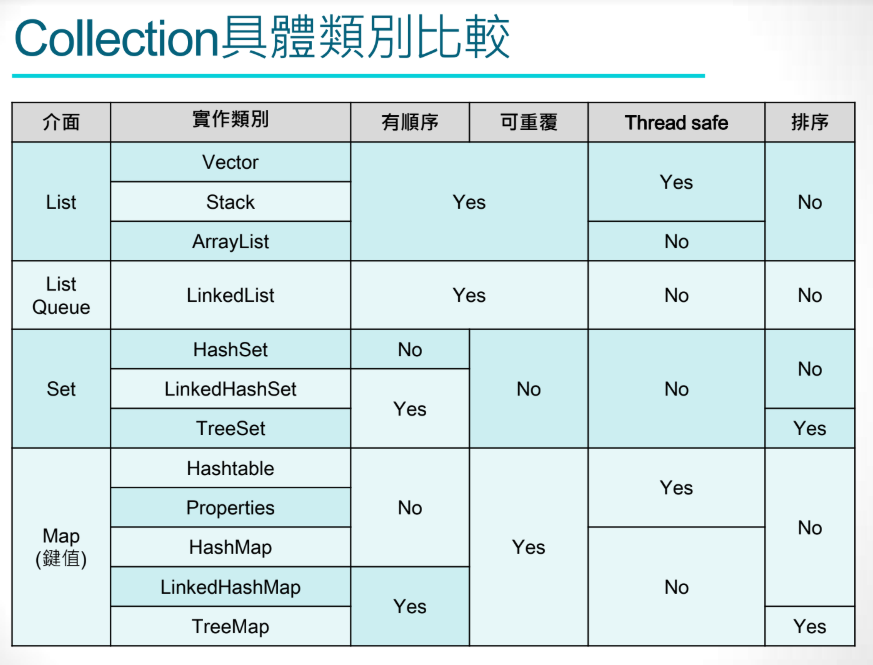 Collection具體類別比較
介面 實作類別 有順序 可重覆 Thread safe 排序
List Vector Yes Yes No
Stack
ArrayList No
List Queue LinkedList Yes No No
Set HashSet No No No No
LinkedHashSet Yes
TreeSet Yes
Map (鍵值) Hashtable No Yes Yes No
Properties
HashMap No
LinkedHashMap Yes
TreeMap Yes